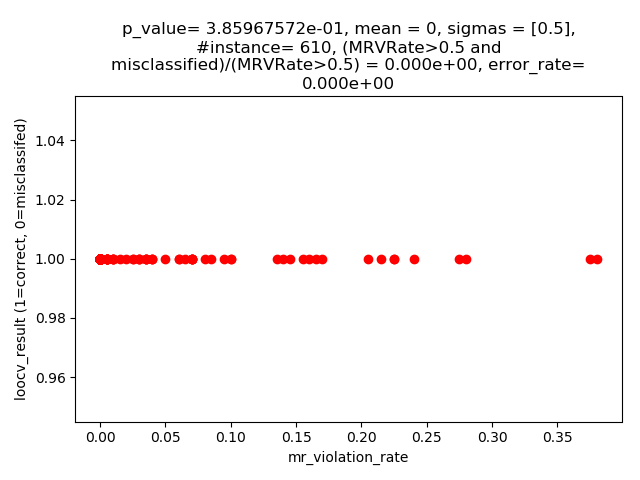 p_value= 3.85967572e-01, mean = 0, sigmas = [0.5],
#instance= 610, (MRVRate>0.5 and
misclassified)/(MRVRate>0.5) = 0.000e+00, error_rate=
0.000e+00
loocv_result (1=correct, 0=misclassifed)
1.04
1.02
1.00
0.98
0.96
0.00 0.05 0.10 0.15 0.20 0.25 0.30 0.35
mr_violation_rate